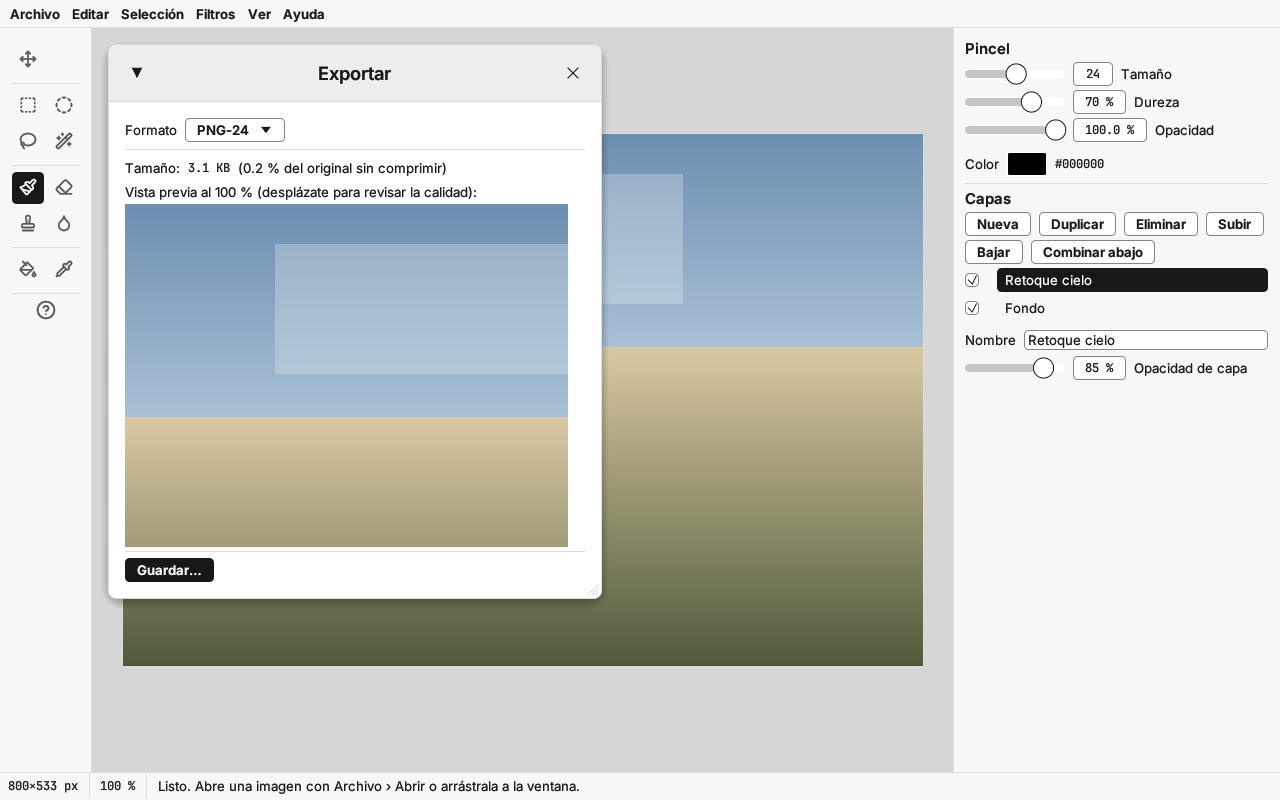 Archivo Editar Selección Filtros Ver Ayuda
Exportar
Formato PNG-24
Tamaño: 3.1 KB (0.2 % del original sin comprimir)
Vista previa al 100 % (desplázate para revisar la calidad):
Guardar...
Pincel
24 Tamaño
70 % Dureza
100.0 % Opacidad
Color #000000
Capas
Nueva Duplicar Eliminar Subir
Bajar Combinar abajo
Retoque cielo
Fondo
Nombre Retoque cielo
85 % Opacidad de capa
800×533 px 100 % Listo. Abre una imagen con Archivo › Abrir o arrástrala a la ventana.